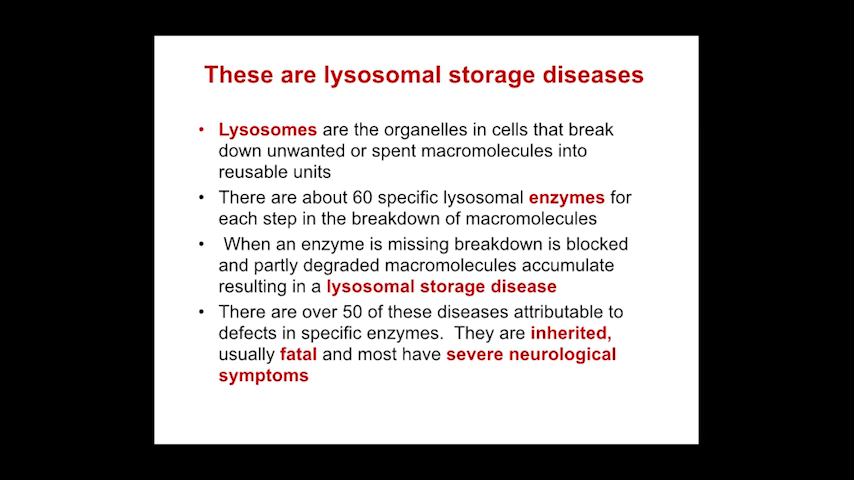 These are lysosomal storage diseases
• Lysosomes are the organelles in cells that break
down unwanted or spent macromolecules into
reusable units
• There are about 60 specific lysosomal enzymes for
each step in the breakdown of macromolecules
• When an enzyme is missing breakdown is blocked
and partly degraded macromolecules accumulate
resulting in a lysosomal storage disease
• There are over 50 of these diseases attributable to
defects in specific enzymes. They are inherited,
usually fatal and most have severe neurological
symptoms